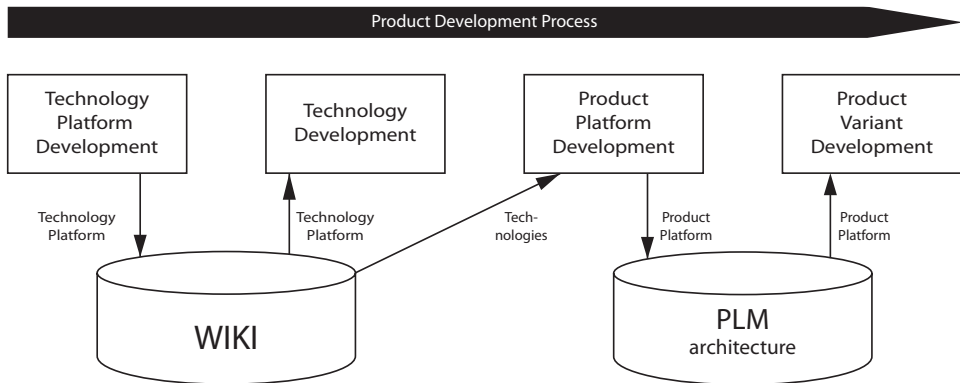 Product Development Process
Technology
Platform
Development
Technology
Development
Product
Platform
Development
Product
Variant
Development
Technology
Platform
Technology
Platform
Tech-
nologies
Product
Platform
Product
Platform
WIKI
PLM
architecture